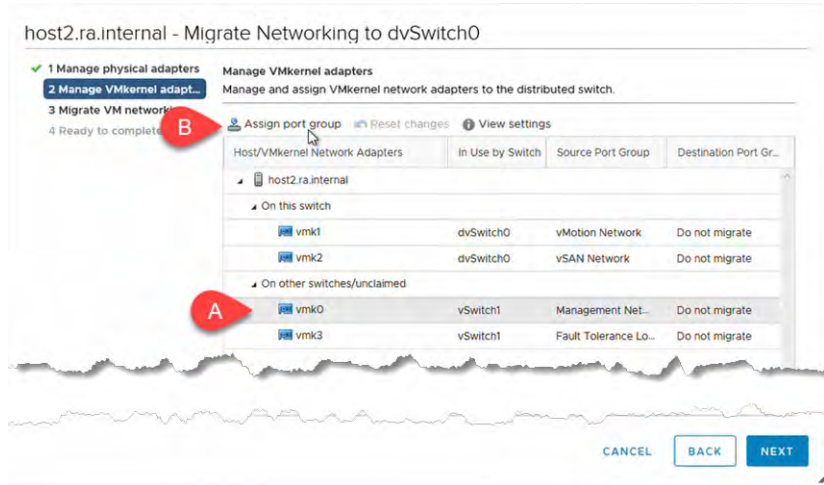 host2.ra.internal - Migrate Networking to dvSwitch0
1 Manage physical adapters
2 Manage VMkernel adapt...
3 Migrate VM network
4 Ready to complete
Manage VMkernel adapters
Manage and assign VMkernel network adapters to the distributed switch.
B
Assign port group Reset changes View settings
Host/VMkernel Network Adapters In Use by Switch Source Port Group Destination Port Gr...
host2.ra.internal
On this switch
vmk1 dvSwitch0 vMotion Network Do not migrate
vmk2 dvSwitch0 vSAN Network Do not migrate
On other switches/unclaimed
A
vmk0 vSwitch1 Management Net... Do not migrate
vmk3 vSwitch1 Fault Tolerance Lo... Do not migrate
CANCEL BACK NEXT